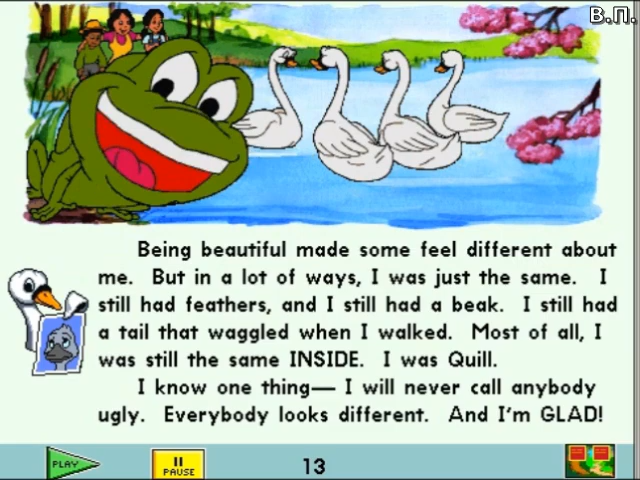 В.П.
Being beautiful made some feel different about
me. But in a lot of ways, I was just the same. I
still had feathers, and I still had a beak. I still had
a tail that waggled when I walked. Most of all, I
was still the same INSIDE. I was Quill.
I know one thing— I will never call anybody
ugly. Everybody looks different. And I'm GLAD!
PLAY
PAUSE
13